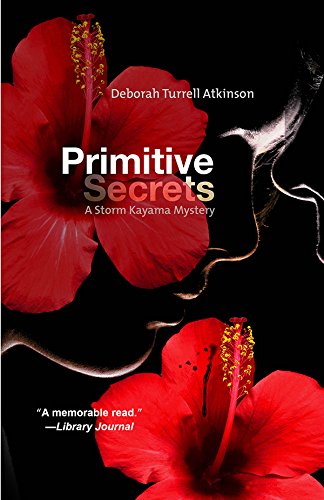 Deborah Turrell Atkinson
Primitive
Secrets
A Storm Kayama Mystery
“A memorable read.”
—Library Journal